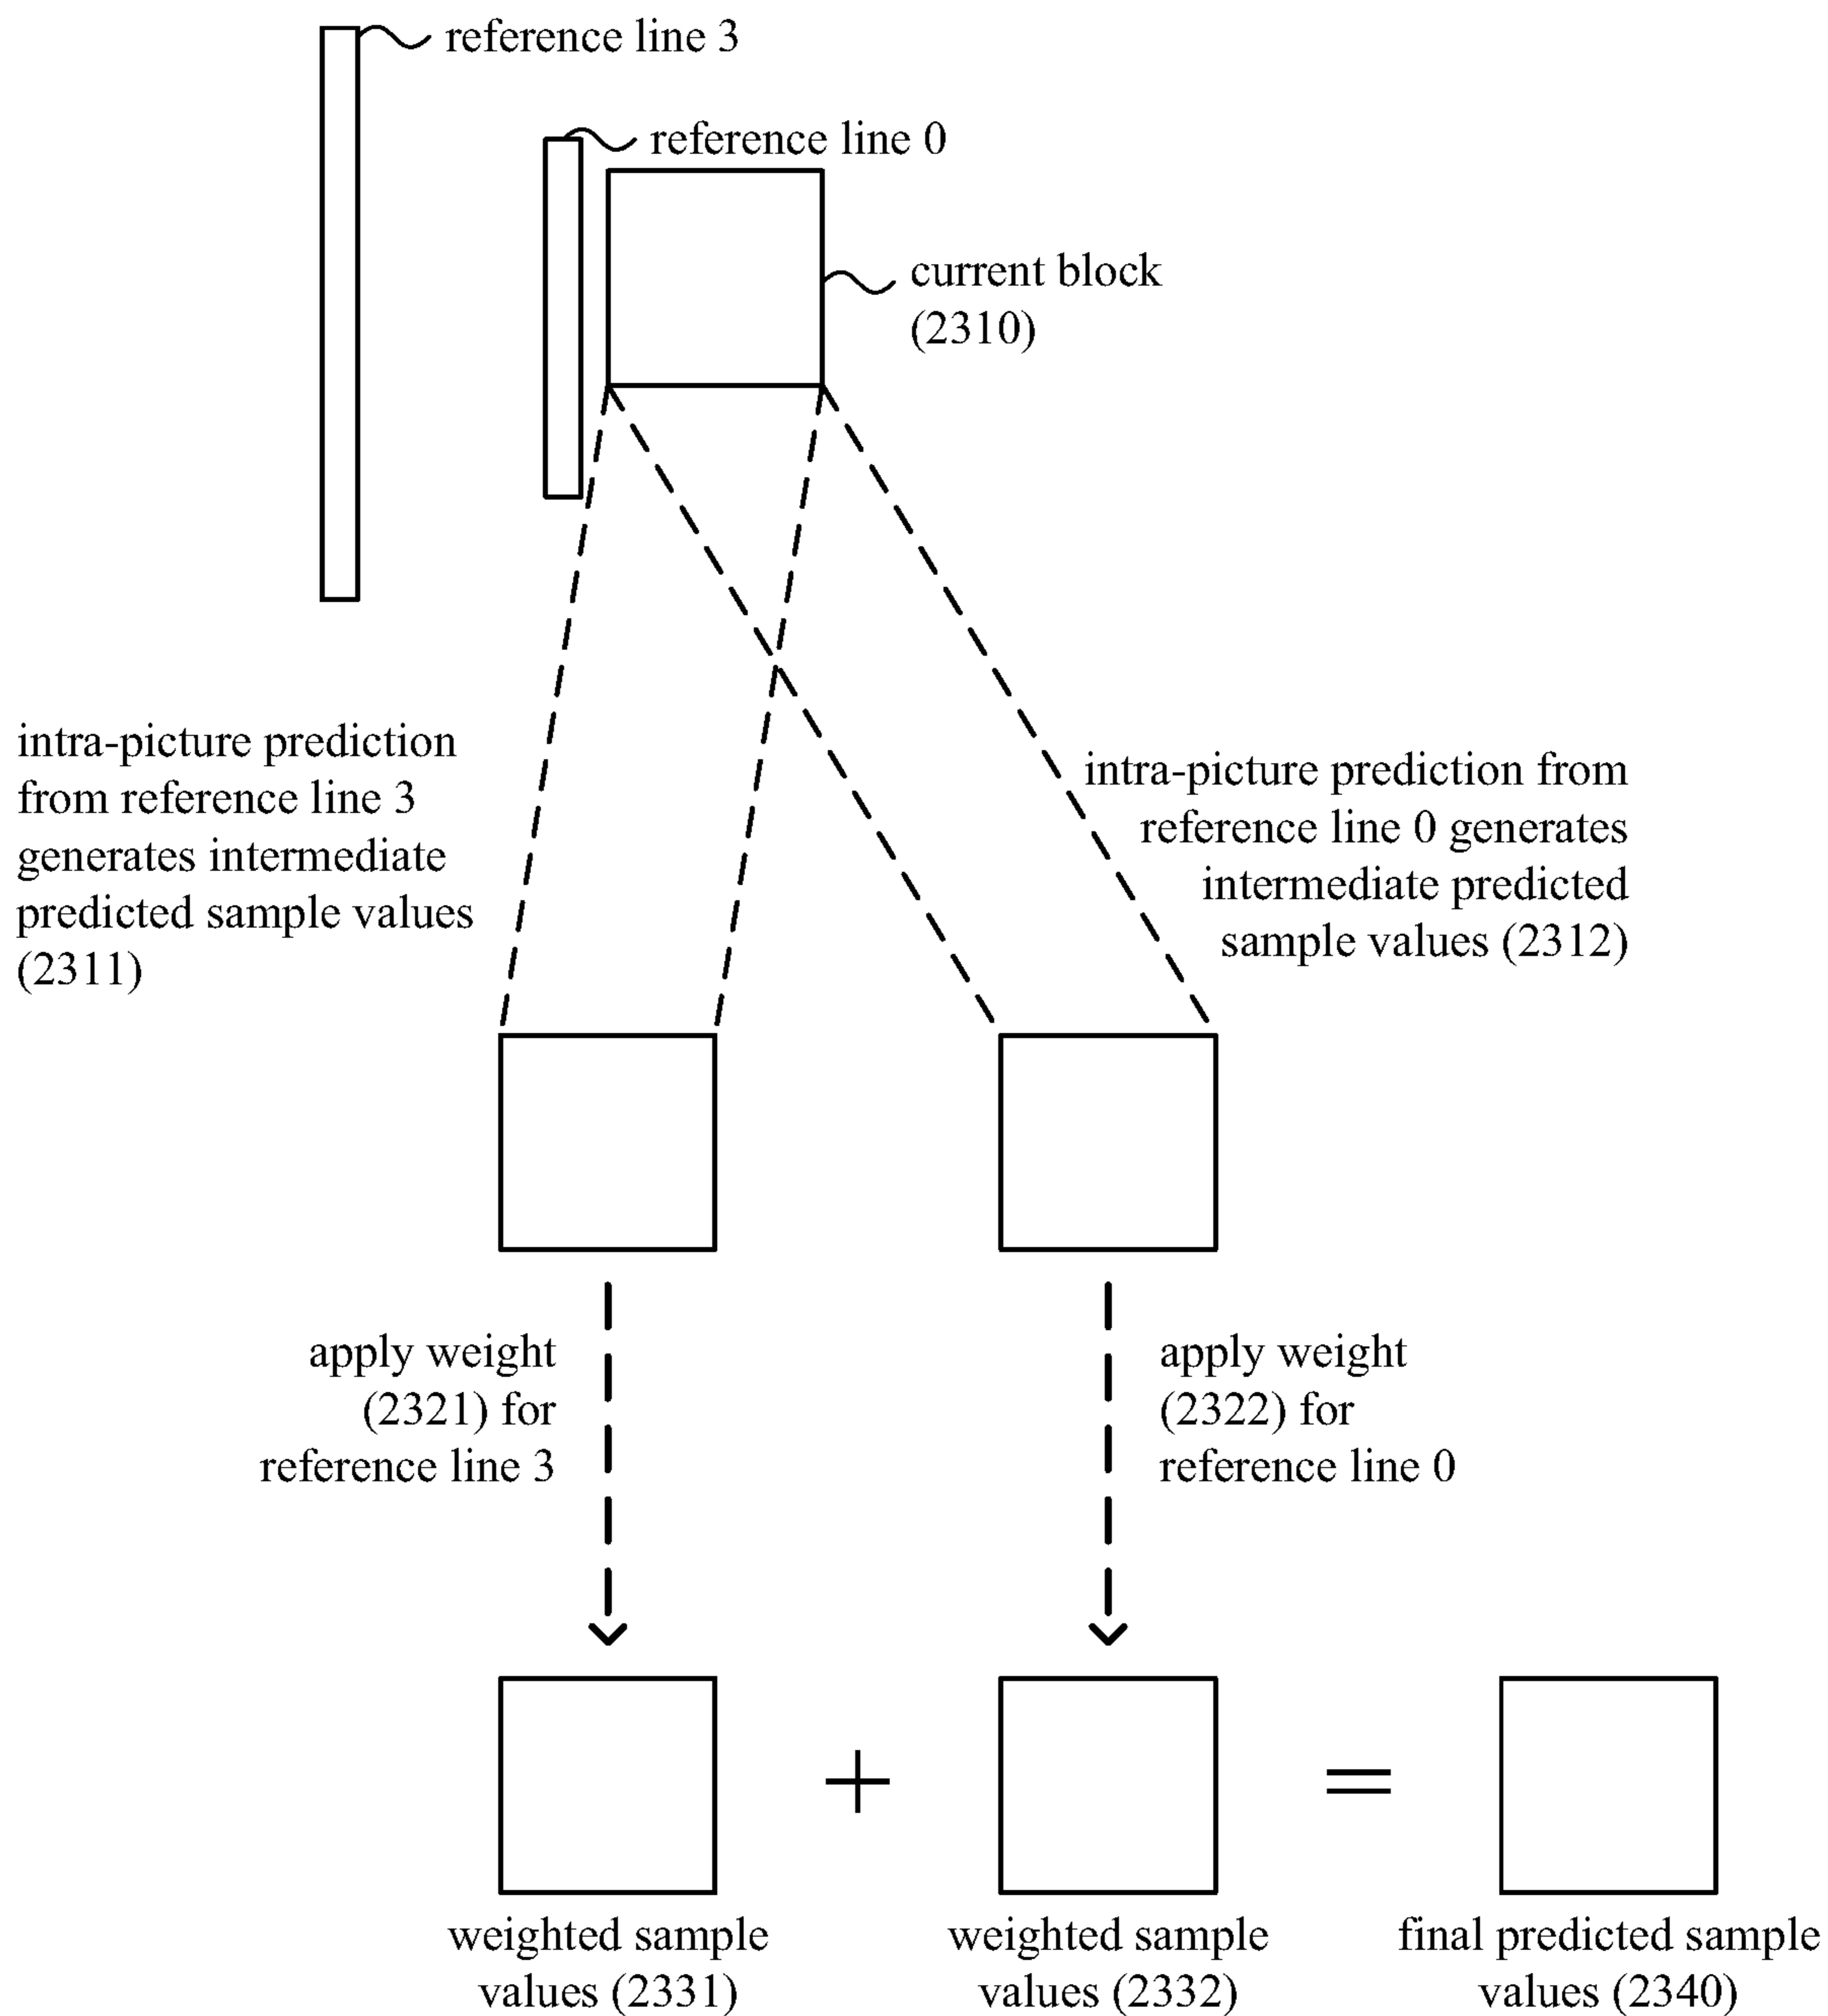 reference line 3
reference line 0
current block
(2310)
intra-picture prediction
from reference line 3
generates intermediate
predicted sample values
(2311)
intra-picture prediction from
reference line 0 generates
intermediate predicted
sample values (2312)
apply weight
(2321) for
reference line 3
apply weight
(2322) for
reference line 0
+
=
weighted sample
values (2331)
weighted sample
values (2332)
final predicted sample
values (2340)